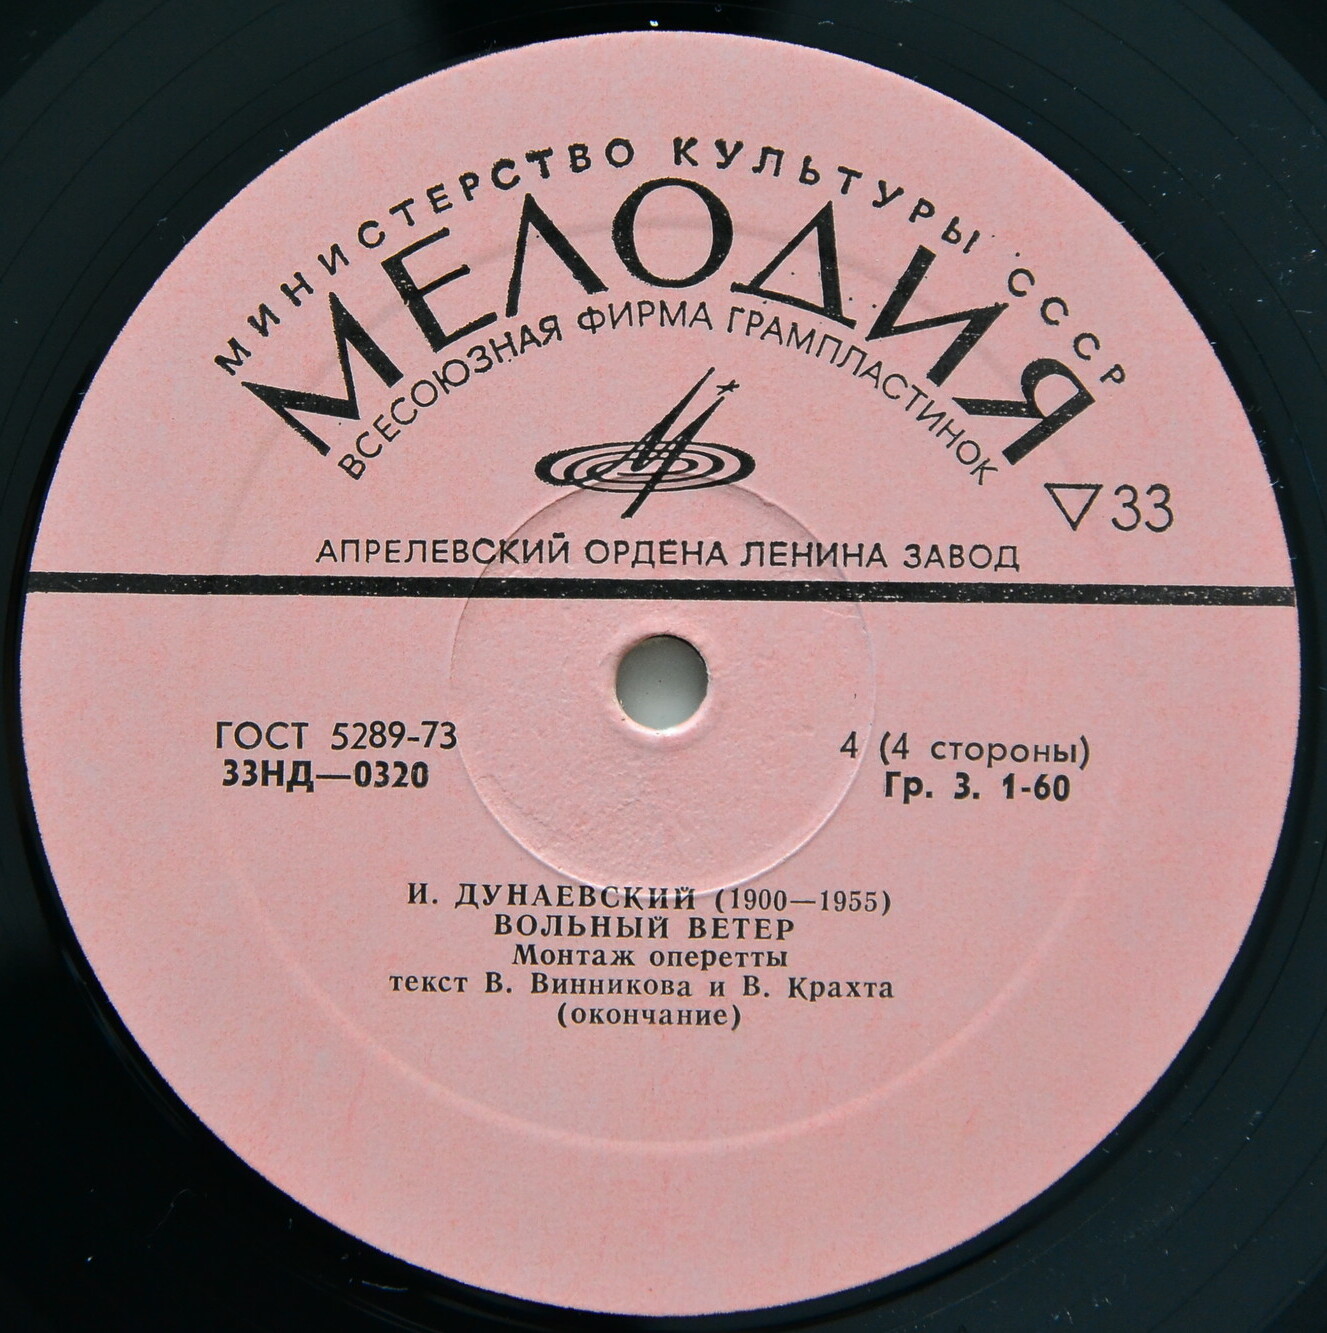 МИНИСТЕРСТВО КУЛЬТУРЫ СССР
МЕЛОДИЯ
ВСЕСОЮЗНАЯ ФИРМА ГРАМПЛАСТИНОК
▽33
АПРЕЛЕВСКИЙ ОРДЕНА ЛЕНИНА ЗАВОД
ГОСТ 5289-73
33НД—0320
4 (4 стороны)
Гр. 3. 1-60
И. ДУНАЕВСКИЙ (1900—1955)
ВОЛЬНЫЙ ВЕТЕР
Монтаж оперетты
текст В. Винникова и В. Крахта
(окончание)